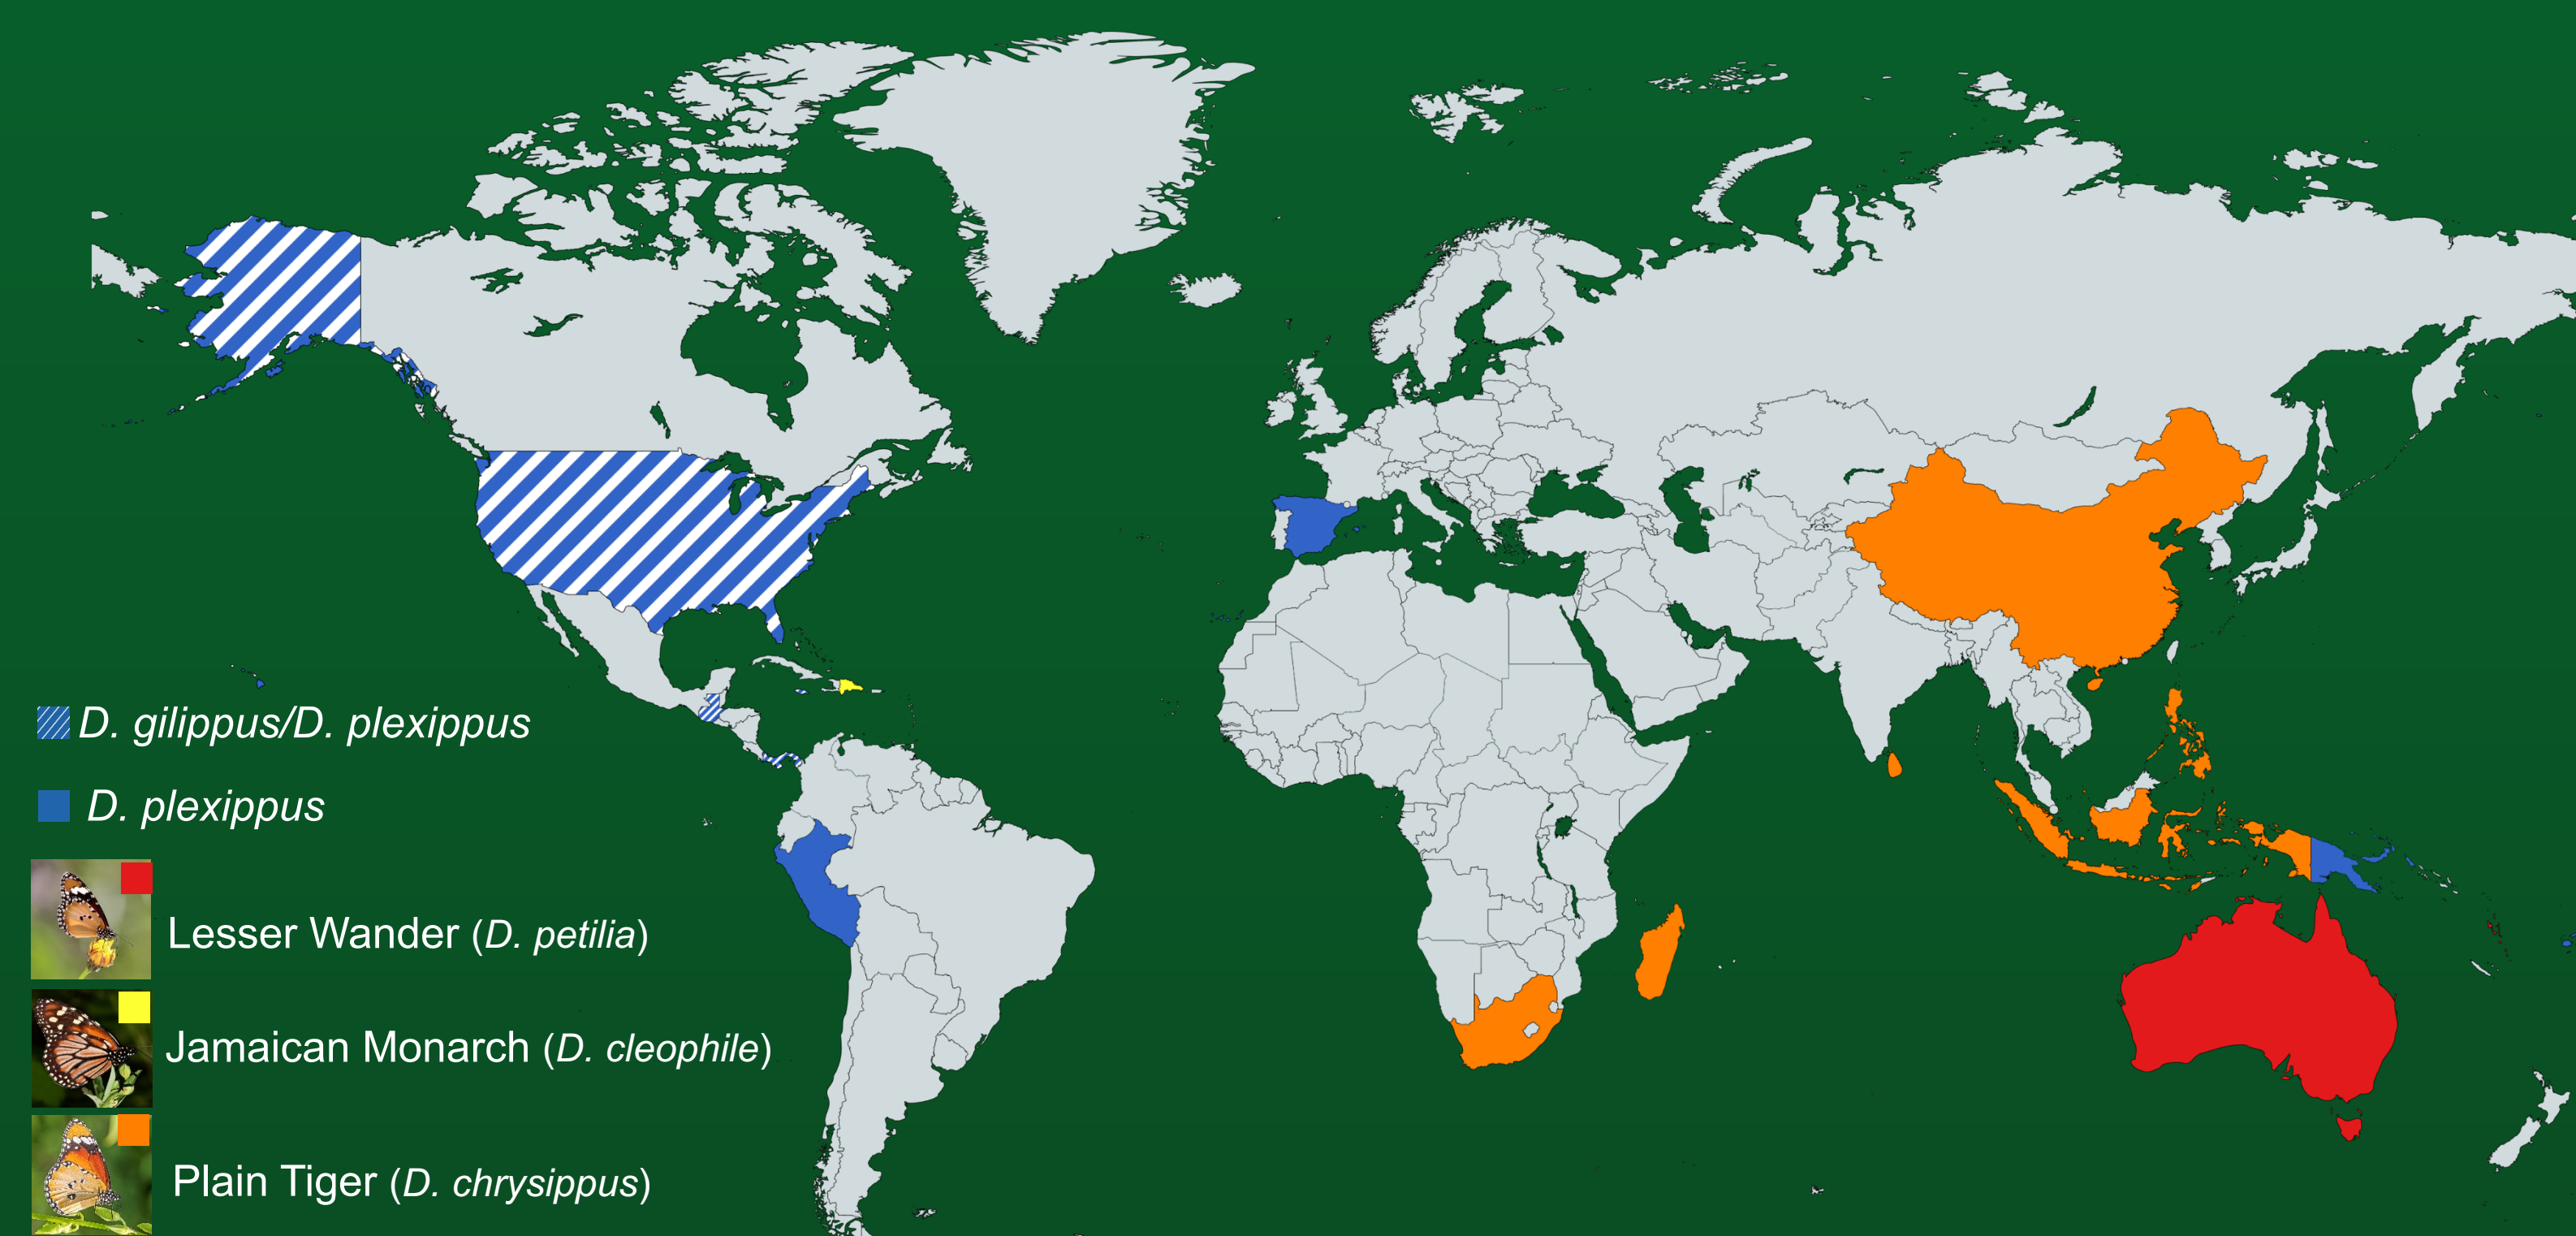 D. gilippus/D. plexippus
D. plexippus
Lesser Wander (D. petilia)
Jamaican Monarch (D. cleophile)
Plain Tiger (D. chrysippus)